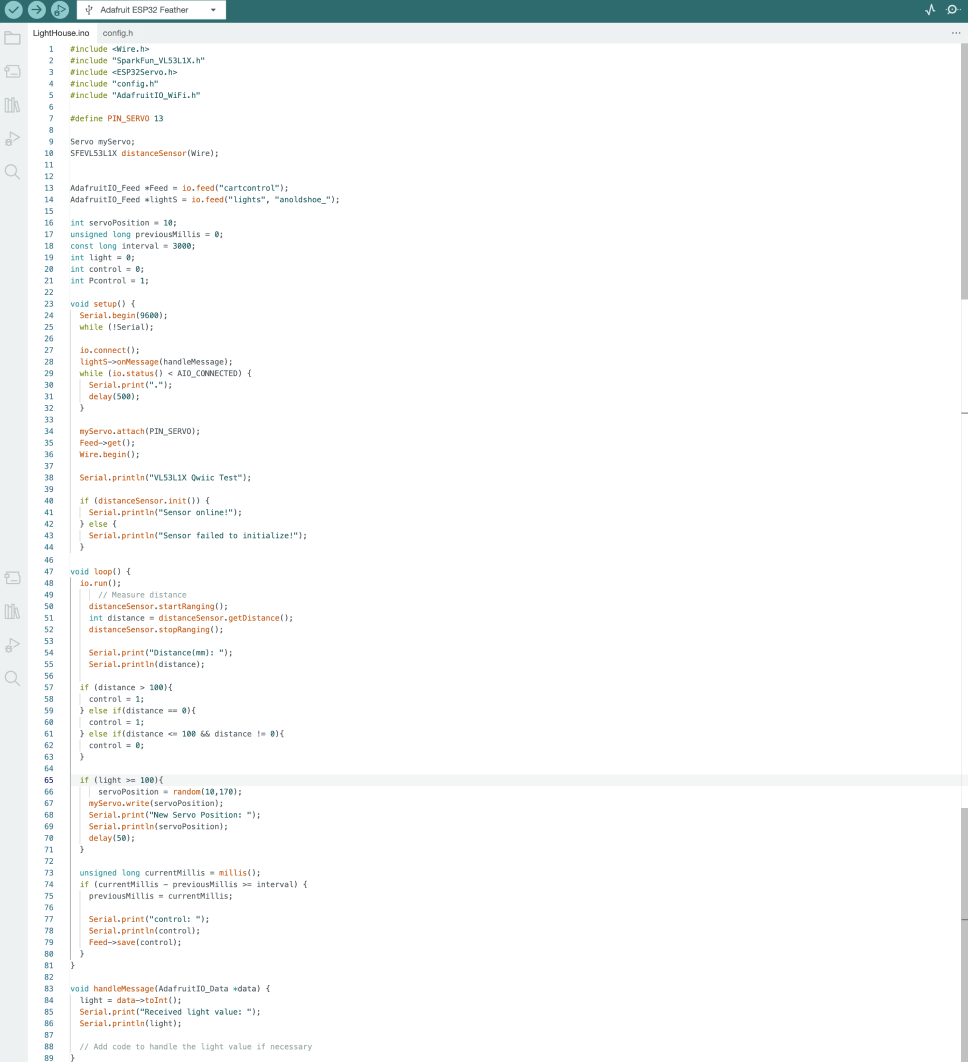 Adafruit ESP32 Feather
LightHouse.ino config.h
1 #include <Wire.h>
2 #include "SparkFun_VL53L1X.h"
3 #include <ESP32Servo.h>
4 #include "config.h"
5 #include "AdafruitIO_WiFi.h"
6
7 #define PIN_SERVO 13
8
9 Servo myServo;
10 SFEVL53L1X distanceSensor(Wire);
11
12
13 AdafruitIO_Feed *Feed = io.feed("cartcontrol");
14 AdafruitIO_Feed *lightS = io.feed("lights", "anoldshoe_");
15
16 int servoPosition = 10;
17 unsigned long previousMillis = 0;
18 const long interval = 3000;
19 int light = 0;
20 int control = 0;
21 int Pcontrol = 1;
22
23 void setup() {
24 Serial.begin(9600);
25 while (!Serial);
26
27 io.connect();
28 lightS->onMessage(handleMessage);
29 while (io.status() < AIO_CONNECTED) {
30 Serial.print(".");
31 delay(500);
32 }
33
34 myServo.attach(PIN_SERVO);
35 Feed->get();
36 Wire.begin();
37
38 Serial.println("VL53L1X Qwiic Test");
39
40 if (distanceSensor.init()) {
41 Serial.println("Sensor online!");
42 } else {
43 Serial.println("Sensor failed to initialize!");
44 }
46
47 void loop() {
48 io.run();
49 // Measure distance
50 distanceSensor.startRanging();
51 int distance = distanceSensor.getDistance();
52 distanceSensor.stopRanging();
53
54 Serial.print("Distance(mm): ");
55 Serial.println(distance);
56
57 if (distance > 100){
58 control = 1;
59 } else if(distance == 0){
60 control = 1;
61 } else if(distance <= 100 && distance != 0){
62 control = 0;
63 }
64
65 if (light >= 100){
66 servoPosition = random(10,170);
67 myServo.write(servoPosition);
68 Serial.print("New Servo Position: ");
69 Serial.println(servoPosition);
70 delay(50);
71 }
72
73 unsigned long currentMillis = millis();
74 if (currentMillis - previousMillis >= interval) {
75 previousMillis = currentMillis;
76
77 Serial.print("control: ");
78 Serial.println(control);
79 Feed->save(control);
80 }
81 }
82
83 void handleMessage(AdafruitIO_Data *data) {
84 light = data->toInt();
85 Serial.print("Received light value: ");
86 Serial.println(light);
87
88 // Add code to handle the light value if necessary
89 }